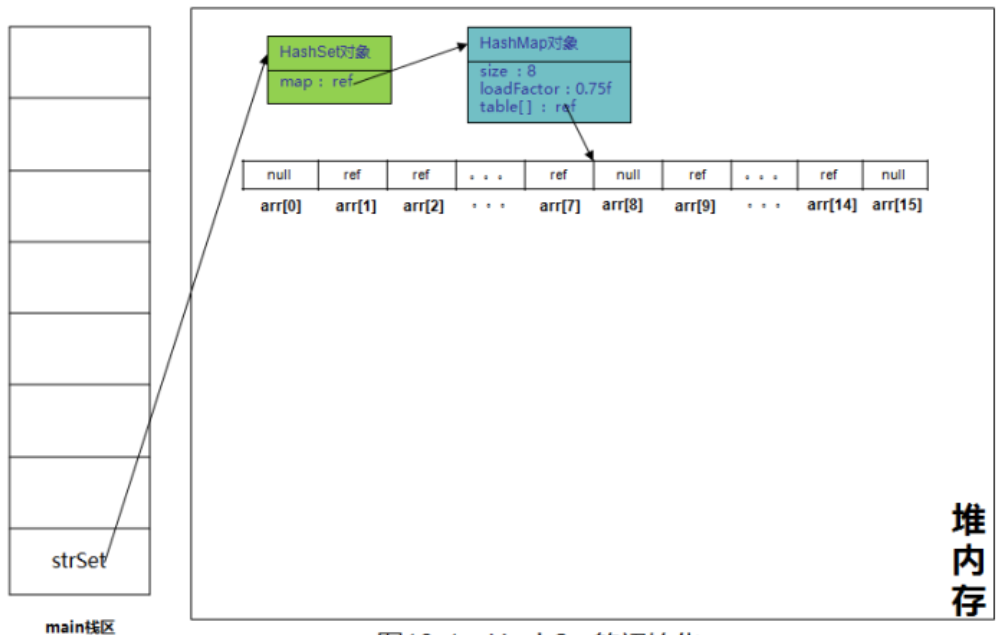 HashSet对象
map : ref
HashMap对象
size : 8
loadFactor : 0.75f
table[] : ref
null ref ref 。。。 ref null ref 。。。 ref null
arr[0] arr[1] arr[2] 。。。 arr[7] arr[8] arr[9] 。。。 arr[14] arr[15]
strSet
堆
内
存
main栈区